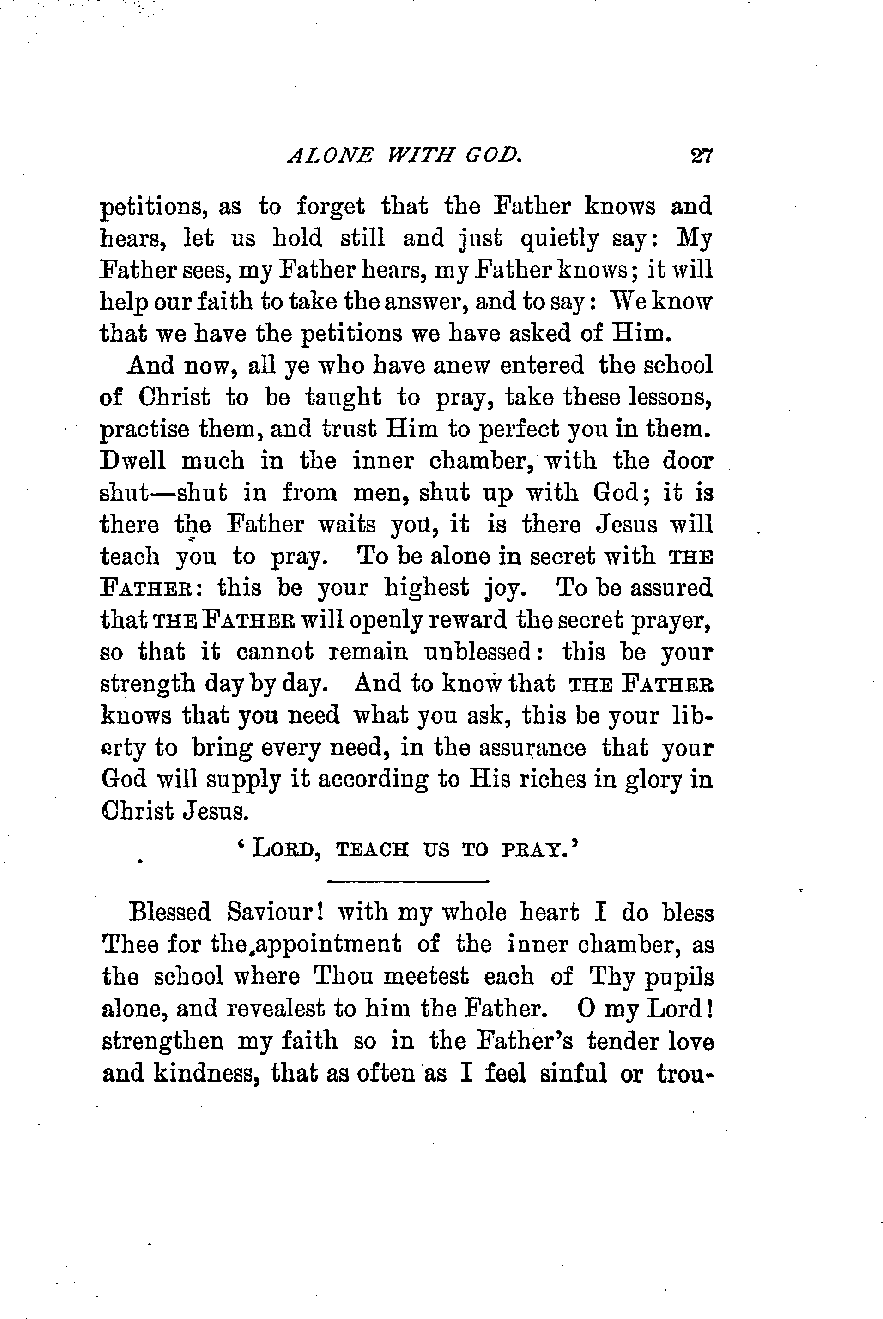 ALONE WITH GOD. 27
petitions, as to forget that the Father knows and
hears, let us hold still and just quietly say: My
Father sees, my Father hears, my Father knows; it will
help our faith to take the answer, and to say: We know
that we have the petitions we have asked of Him.
And now, all ye who have anew entered the school
of Christ to be taught to pray, take these lessons,
practise them, and trust Him to perfect you in them.
Dwell much in the inner chamber, with the door
shut—shut in from men, shut up with God; it is
there the Father waits you, it is there Jesus will
teach you to pray. To be alone in secret with THE
FATHER: this be your highest joy. To be assured
that THE FATHER will openly reward the secret prayer,
so that it cannot remain unblessed: this be your
strength day by day. And to know that THE FATHER
knows that you need what you ask, this be your lib-
erty to bring every need, in the assurance that your
God will supply it according to His riches in glory in
Christ Jesus.
‘ LORD, TEACH US TO PRAY.’
Blessed Saviour! with my whole heart I do bless
Thee for the appointment of the inner chamber, as
the school where Thou meetest each of Thy pupils
alone, and revealest to him the Father. O my Lord!
strengthen my faith so in the Father’s tender love
and kindness, that as often as I feel sinful or trou-